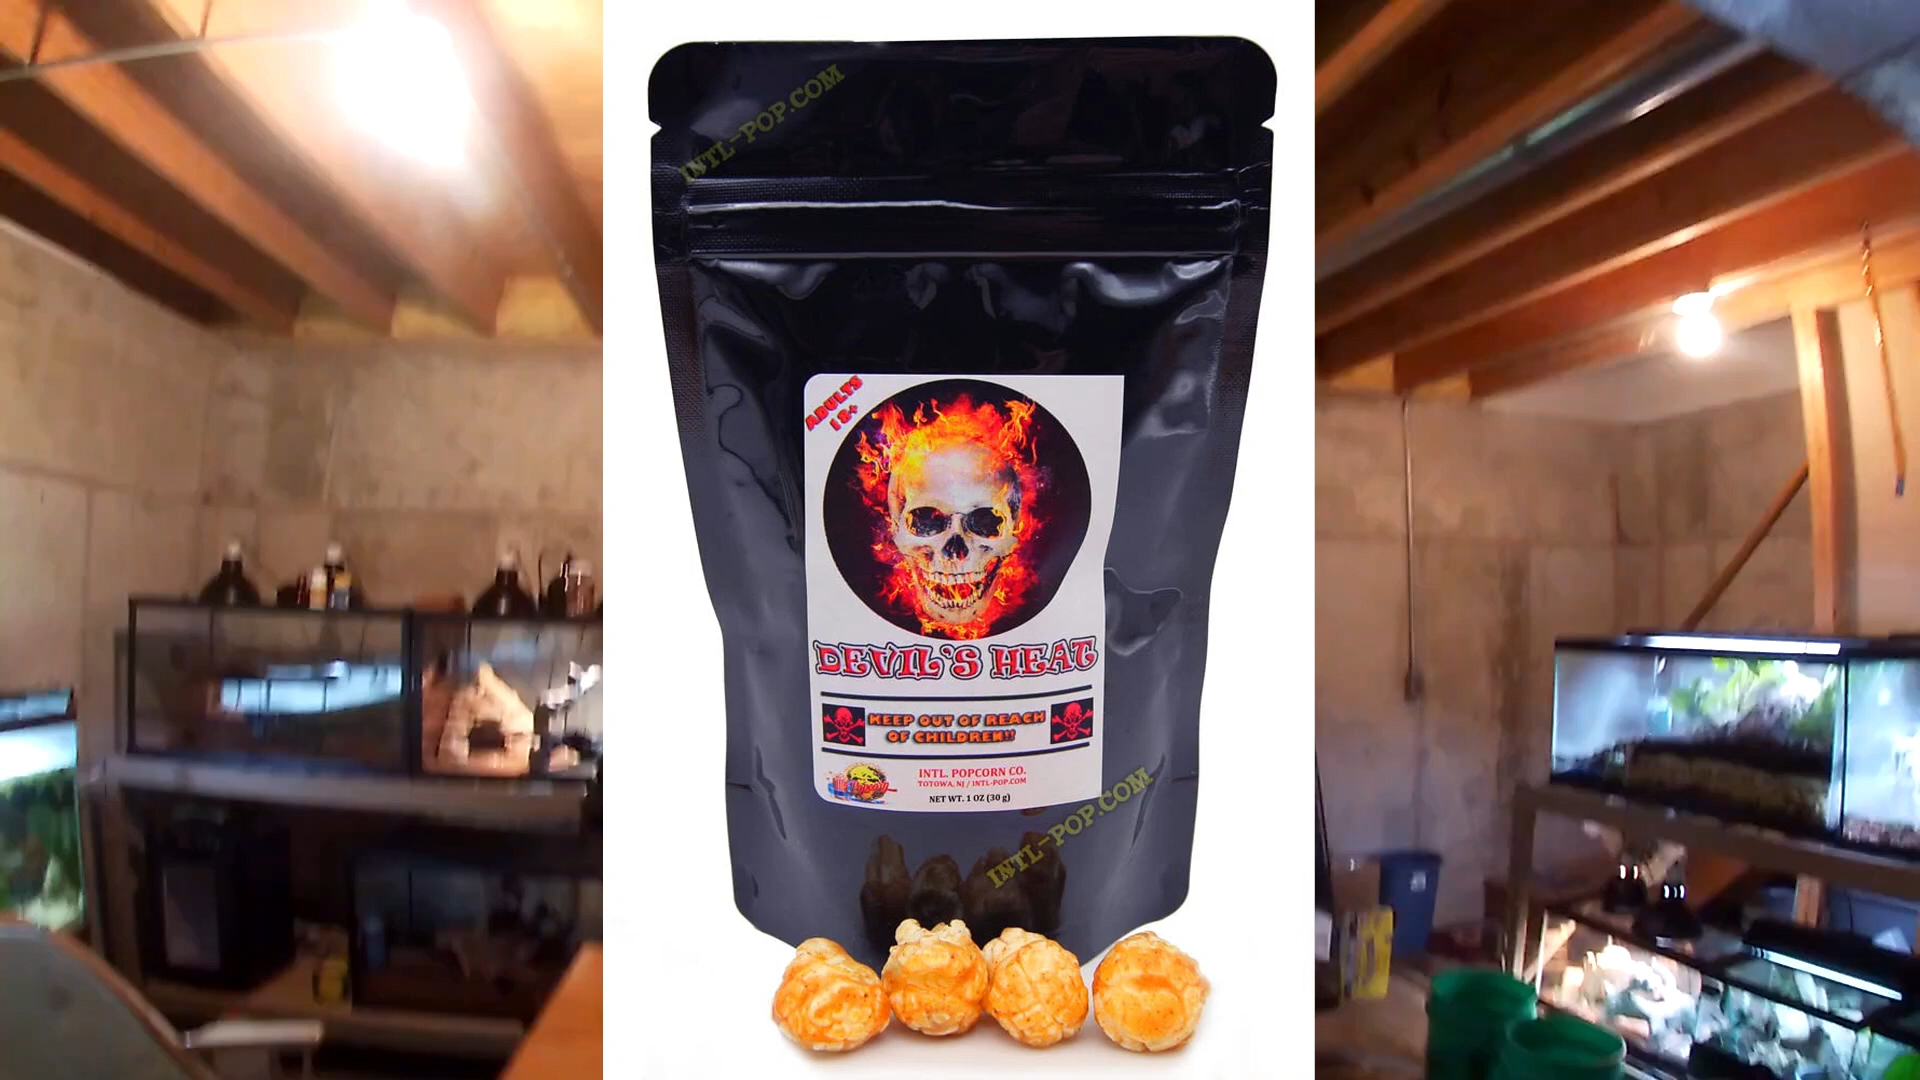 INTL-POP.COM
ADULTS
18+
DEVIL'S HEAT
KEEP OUT OF REACH
OF CHILDREN!!
INTL. POPCORN CO.
TOTOWA, NJ / INTL-POP.COM
NET WT. 1 OZ (30 g)
INTL-POP.COM